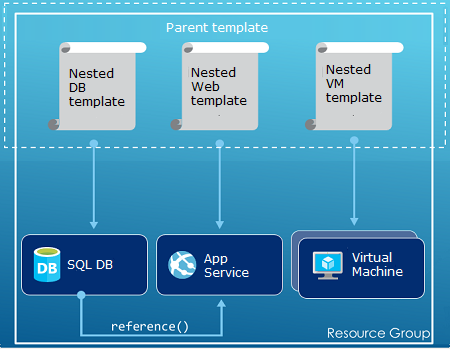 Parent template
Nested
DB
template
Nested
Web
template
Nested
VM
template
DB
SQL DB
App
Service
Virtual
Machine
reference()
Resource Group